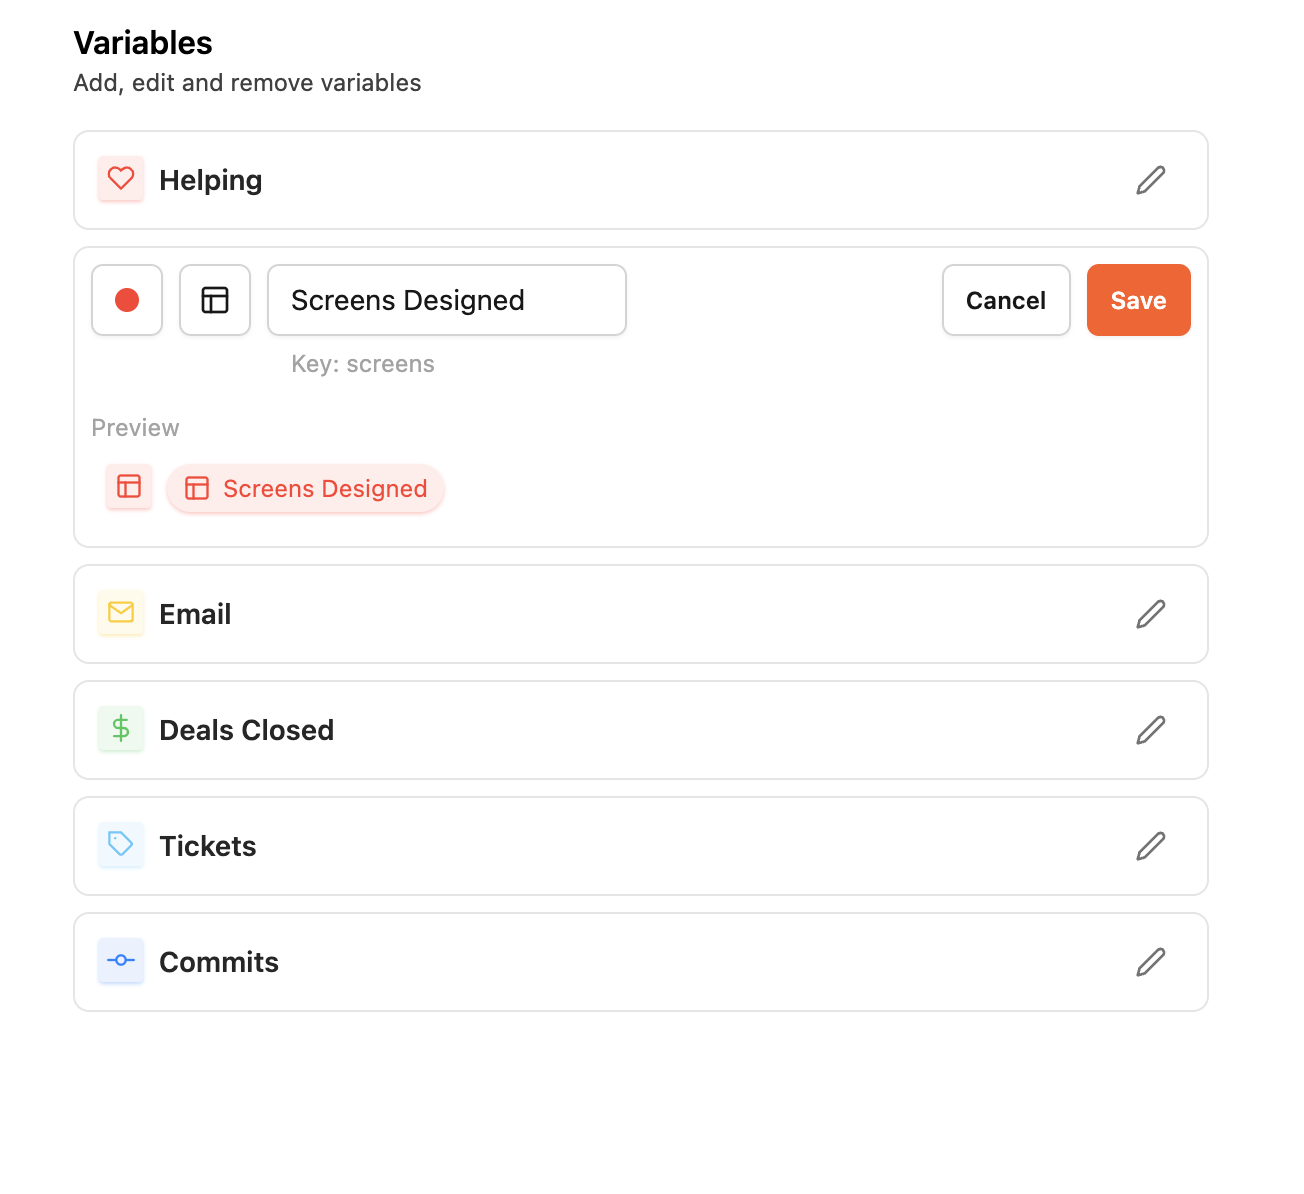 Variables
Add, edit and remove variables
Helping
Screens Designed
Cancel
Save
Key: screens
Preview
Screens Designed
Email
Deals Closed
Tickets
Commits